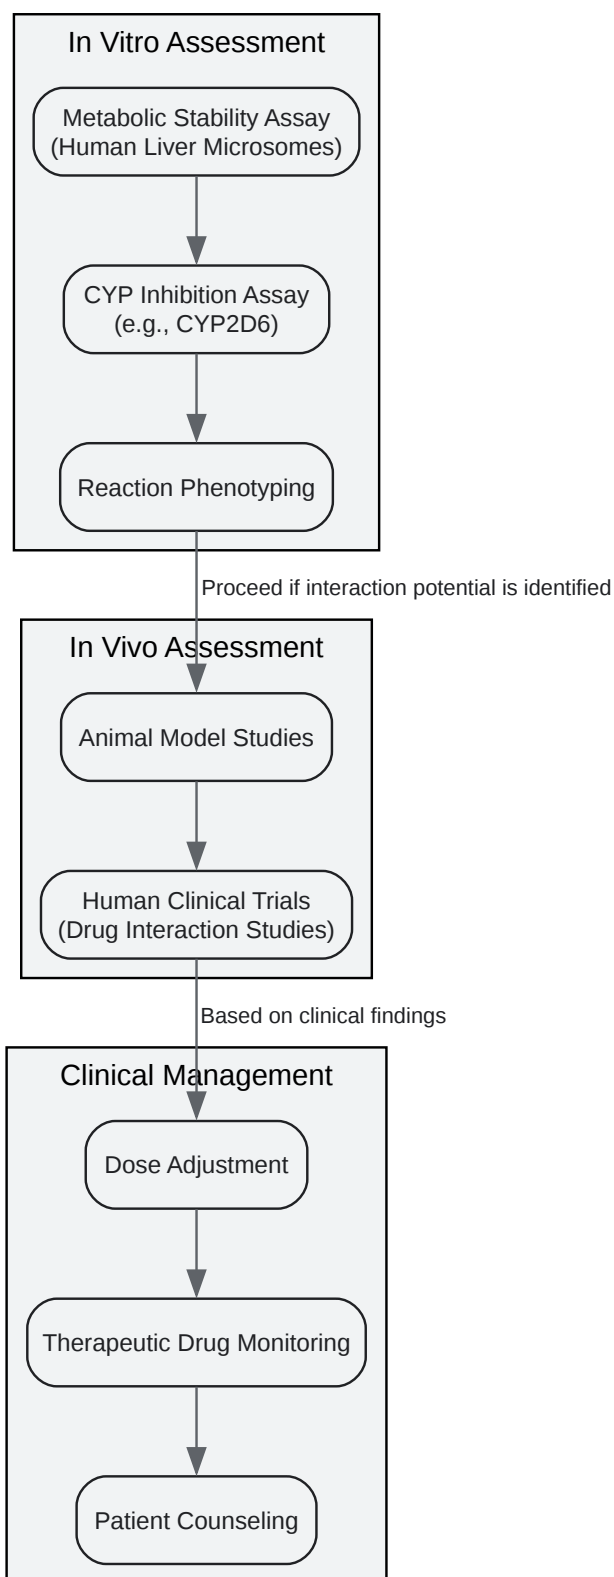 In Vitro Assessment
Metabolic Stability Assay
(Human Liver Microsomes)
CYP Inhibition Assay
(e.g., CYP2D6)
Reaction Phenotyping
Proceed if interaction potential is identified
In Vivo Assessment
Animal Model Studies
Human Clinical Trials
(Drug Interaction Studies)
Based on clinical findings
Clinical Management
Dose Adjustment
Therapeutic Drug Monitoring
Patient Counseling